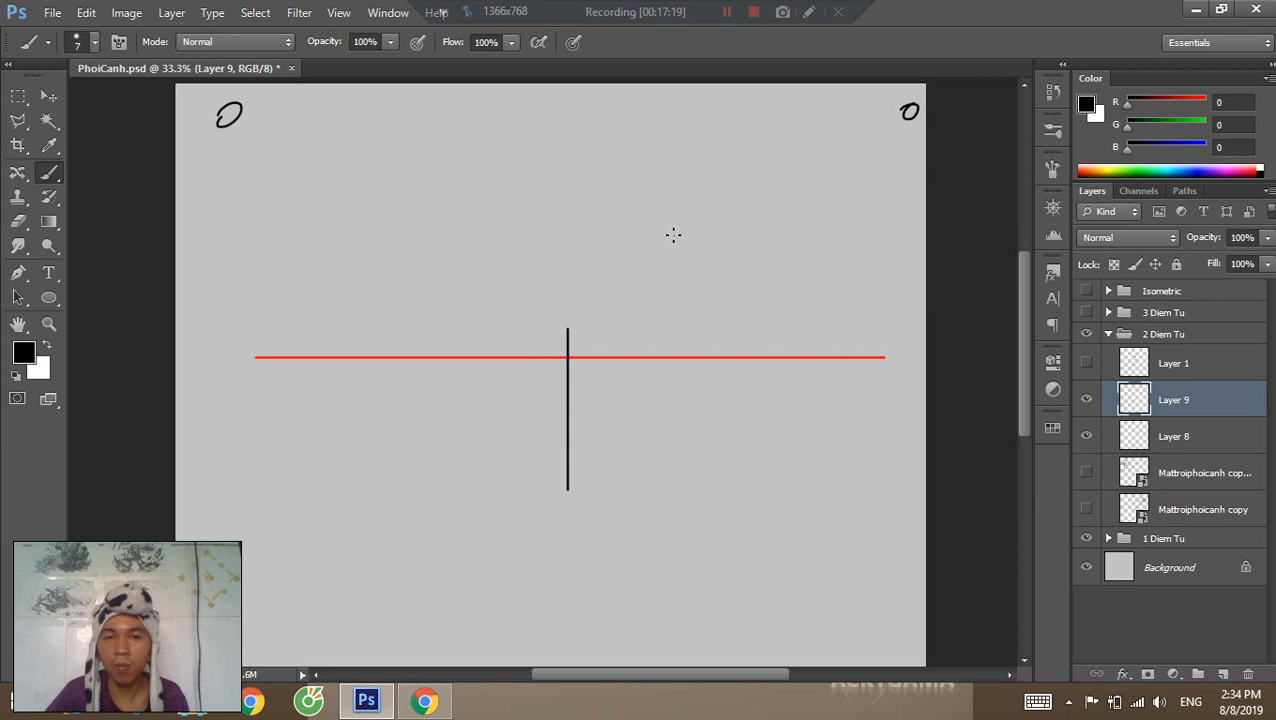 Ps File Edit Image Layer Type Select Filter View Window Help 1366x768 Recording [00:17:19]
7 Mode: Normal Opacity: 100% Flow: 100% Essentials
PhoiCanh.psd @ 33.3% (Layer 9, RGB/8) * ×
Color
R 0
G 0
B 0
Layers Channels Paths
Kind
Normal Opacity: 100%
Lock: Fill: 100%
Isometric
3 Diem Tu
2 Diem Tu
Layer 1
Layer 9
Layer 8
Mattroiphoicanh cop...
Mattroiphoicanh copy
1 Diem Tu
Background
.6M
Ps ENG 2:34 PM
8/8/2019